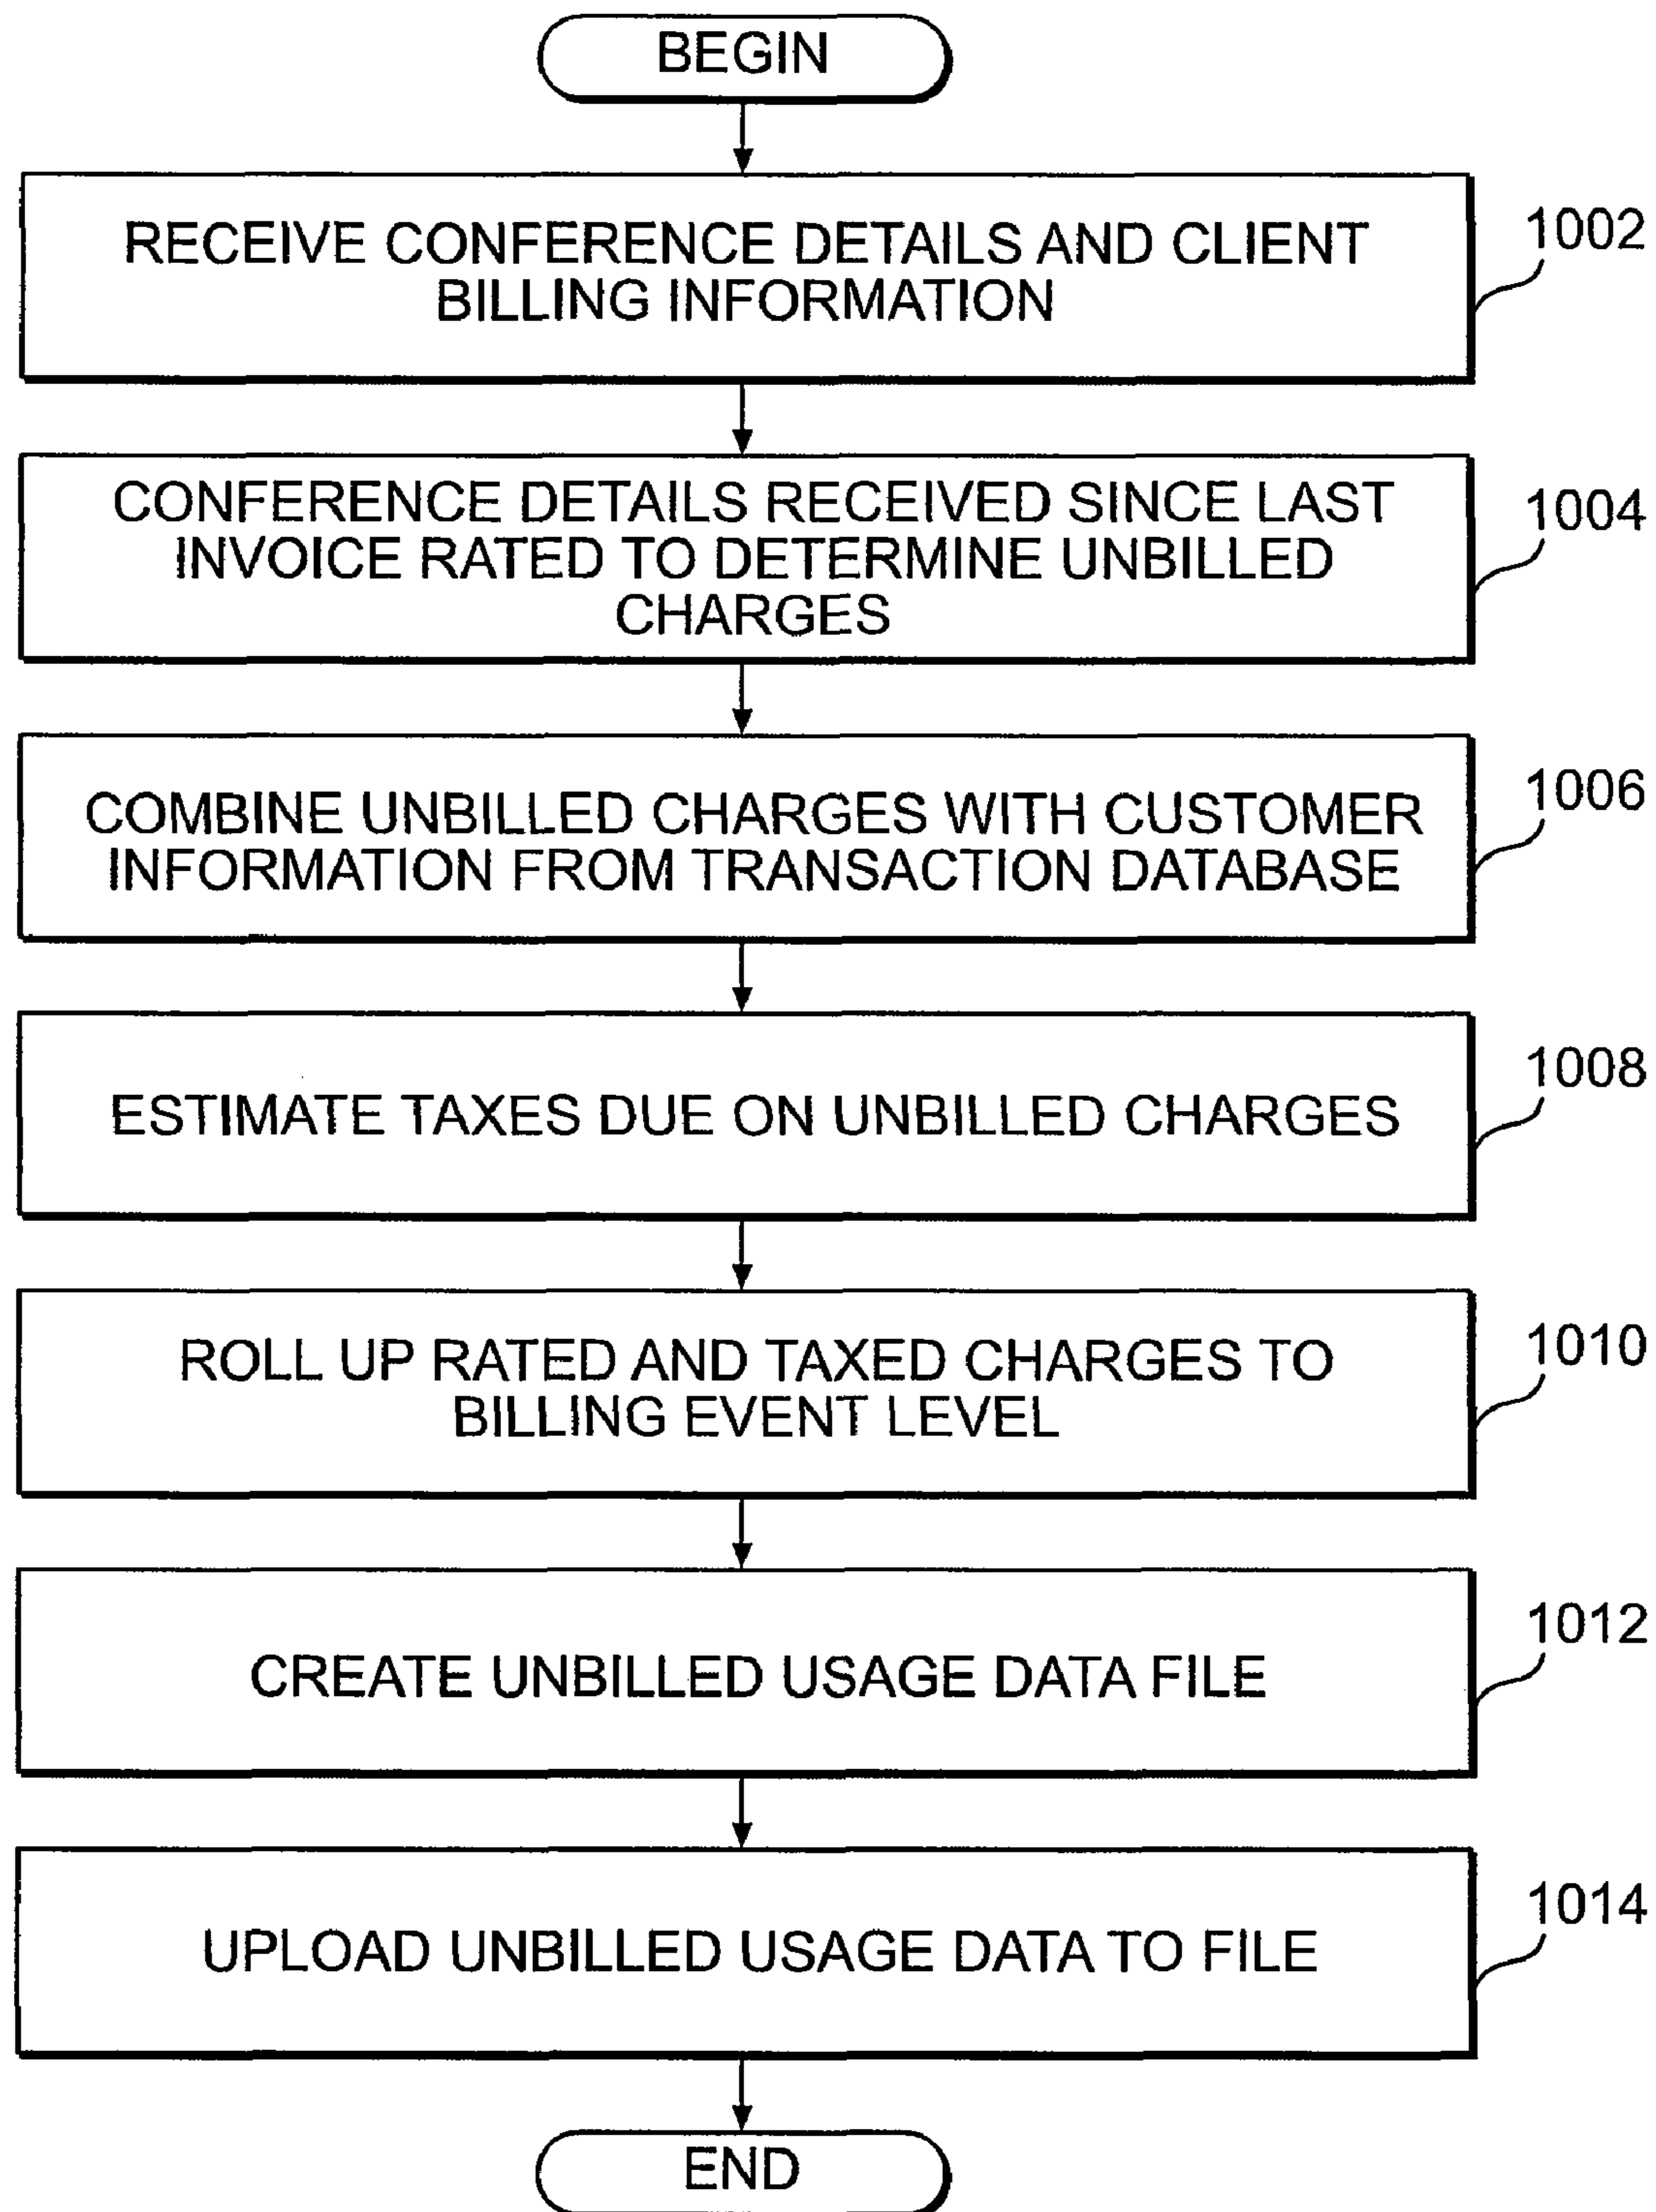 BEGIN
RECEIVE CONFERENCE DETAILS AND CLIENT
BILLING INFORMATION
1002
CONFERENCE DETAILS RECEIVED SINCE LAST
INVOICE RATED TO DETERMINE UNBILLED
CHARGES
1004
COMBINE UNBILLED CHARGES WITH CUSTOMER
INFORMATION FROM TRANSACTION DATABASE
1006
ESTIMATE TAXES DUE ON UNBILLED CHARGES
1008
ROLL UP RATED AND TAXED CHARGES TO
BILLING EVENT LEVEL
1010
CREATE UNBILLED USAGE DATA FILE
1012
UPLOAD UNBILLED USAGE DATA TO FILE
1014
END